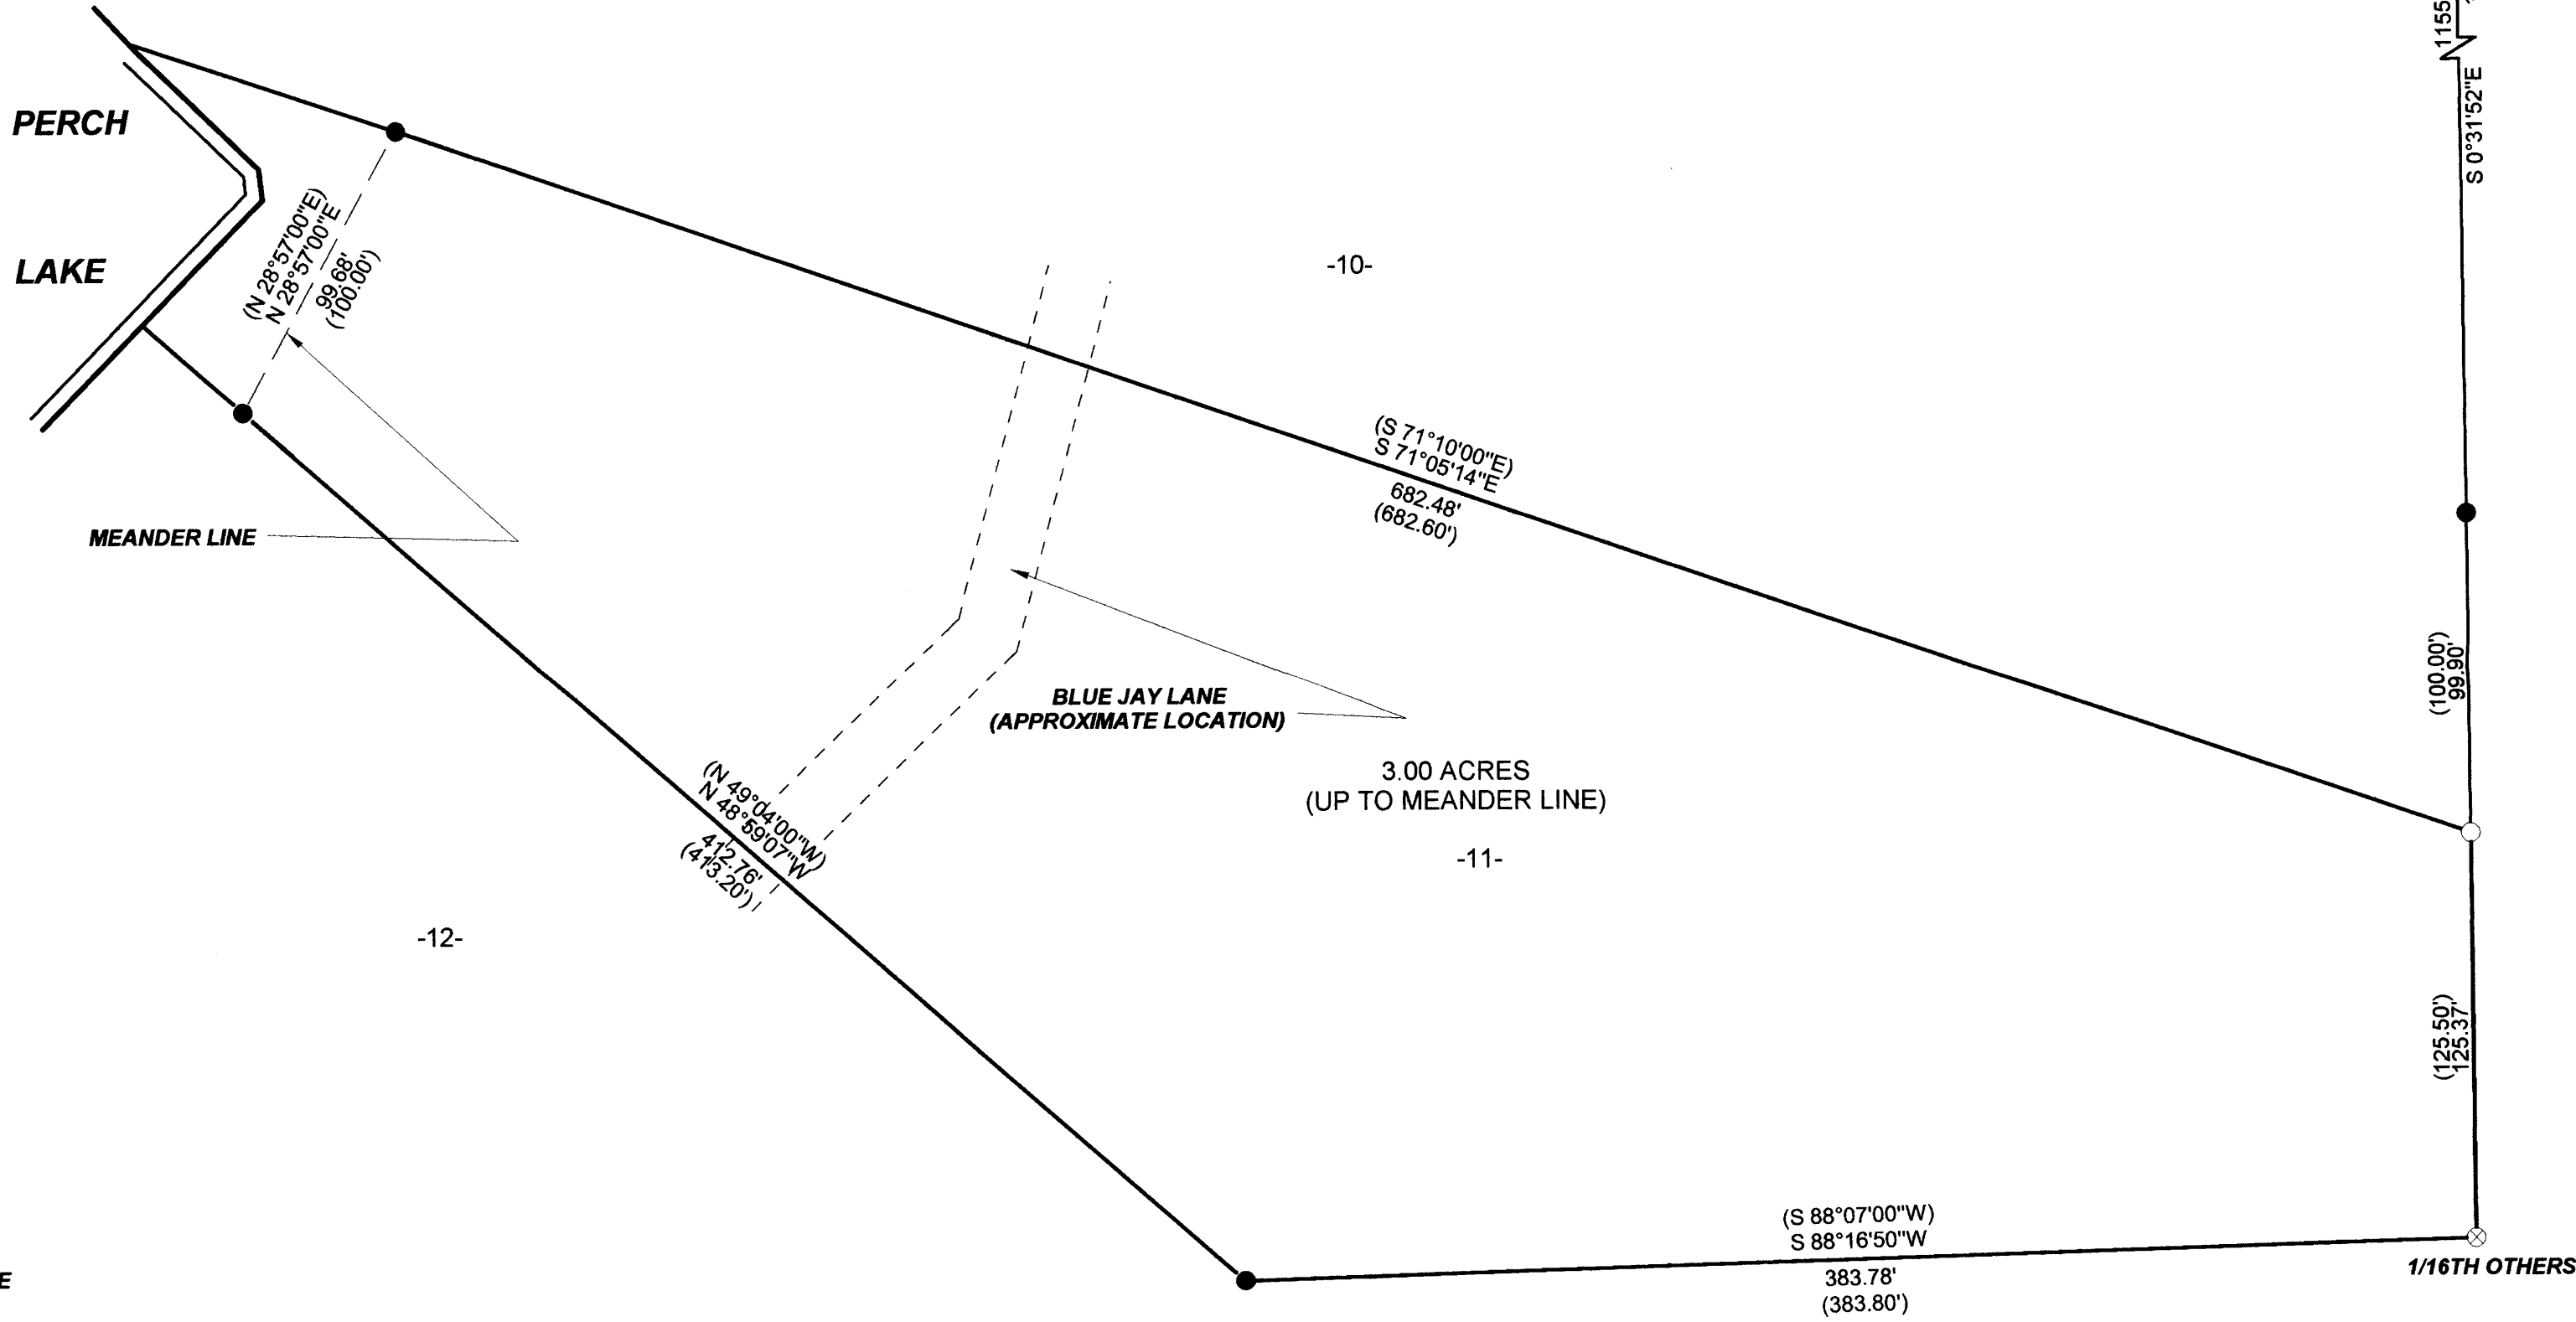 1155
S 0°31'52"E
PERCH
LAKE
(N 28°57'00"E)
N 28°57'00"E
99.68'
(100.00')
-10-
(S 71°10'00"E)
S 71°05'14"E
682.48'
(682.60')
MEANDER LINE
(100.00')
99.90'
BLUE JAY LANE
(APPROXIMATE LOCATION)
3.00 ACRES
(UP TO MEANDER LINE)
(N 49°04'00"W)
N 48°59'07"W
412.76'
(413.20')
-11-
-12-
(125.50')
125.37'
(S 88°07'00"W)
S 88°16'50"W
383.78'
(383.80')
1/16TH OTHERS
E